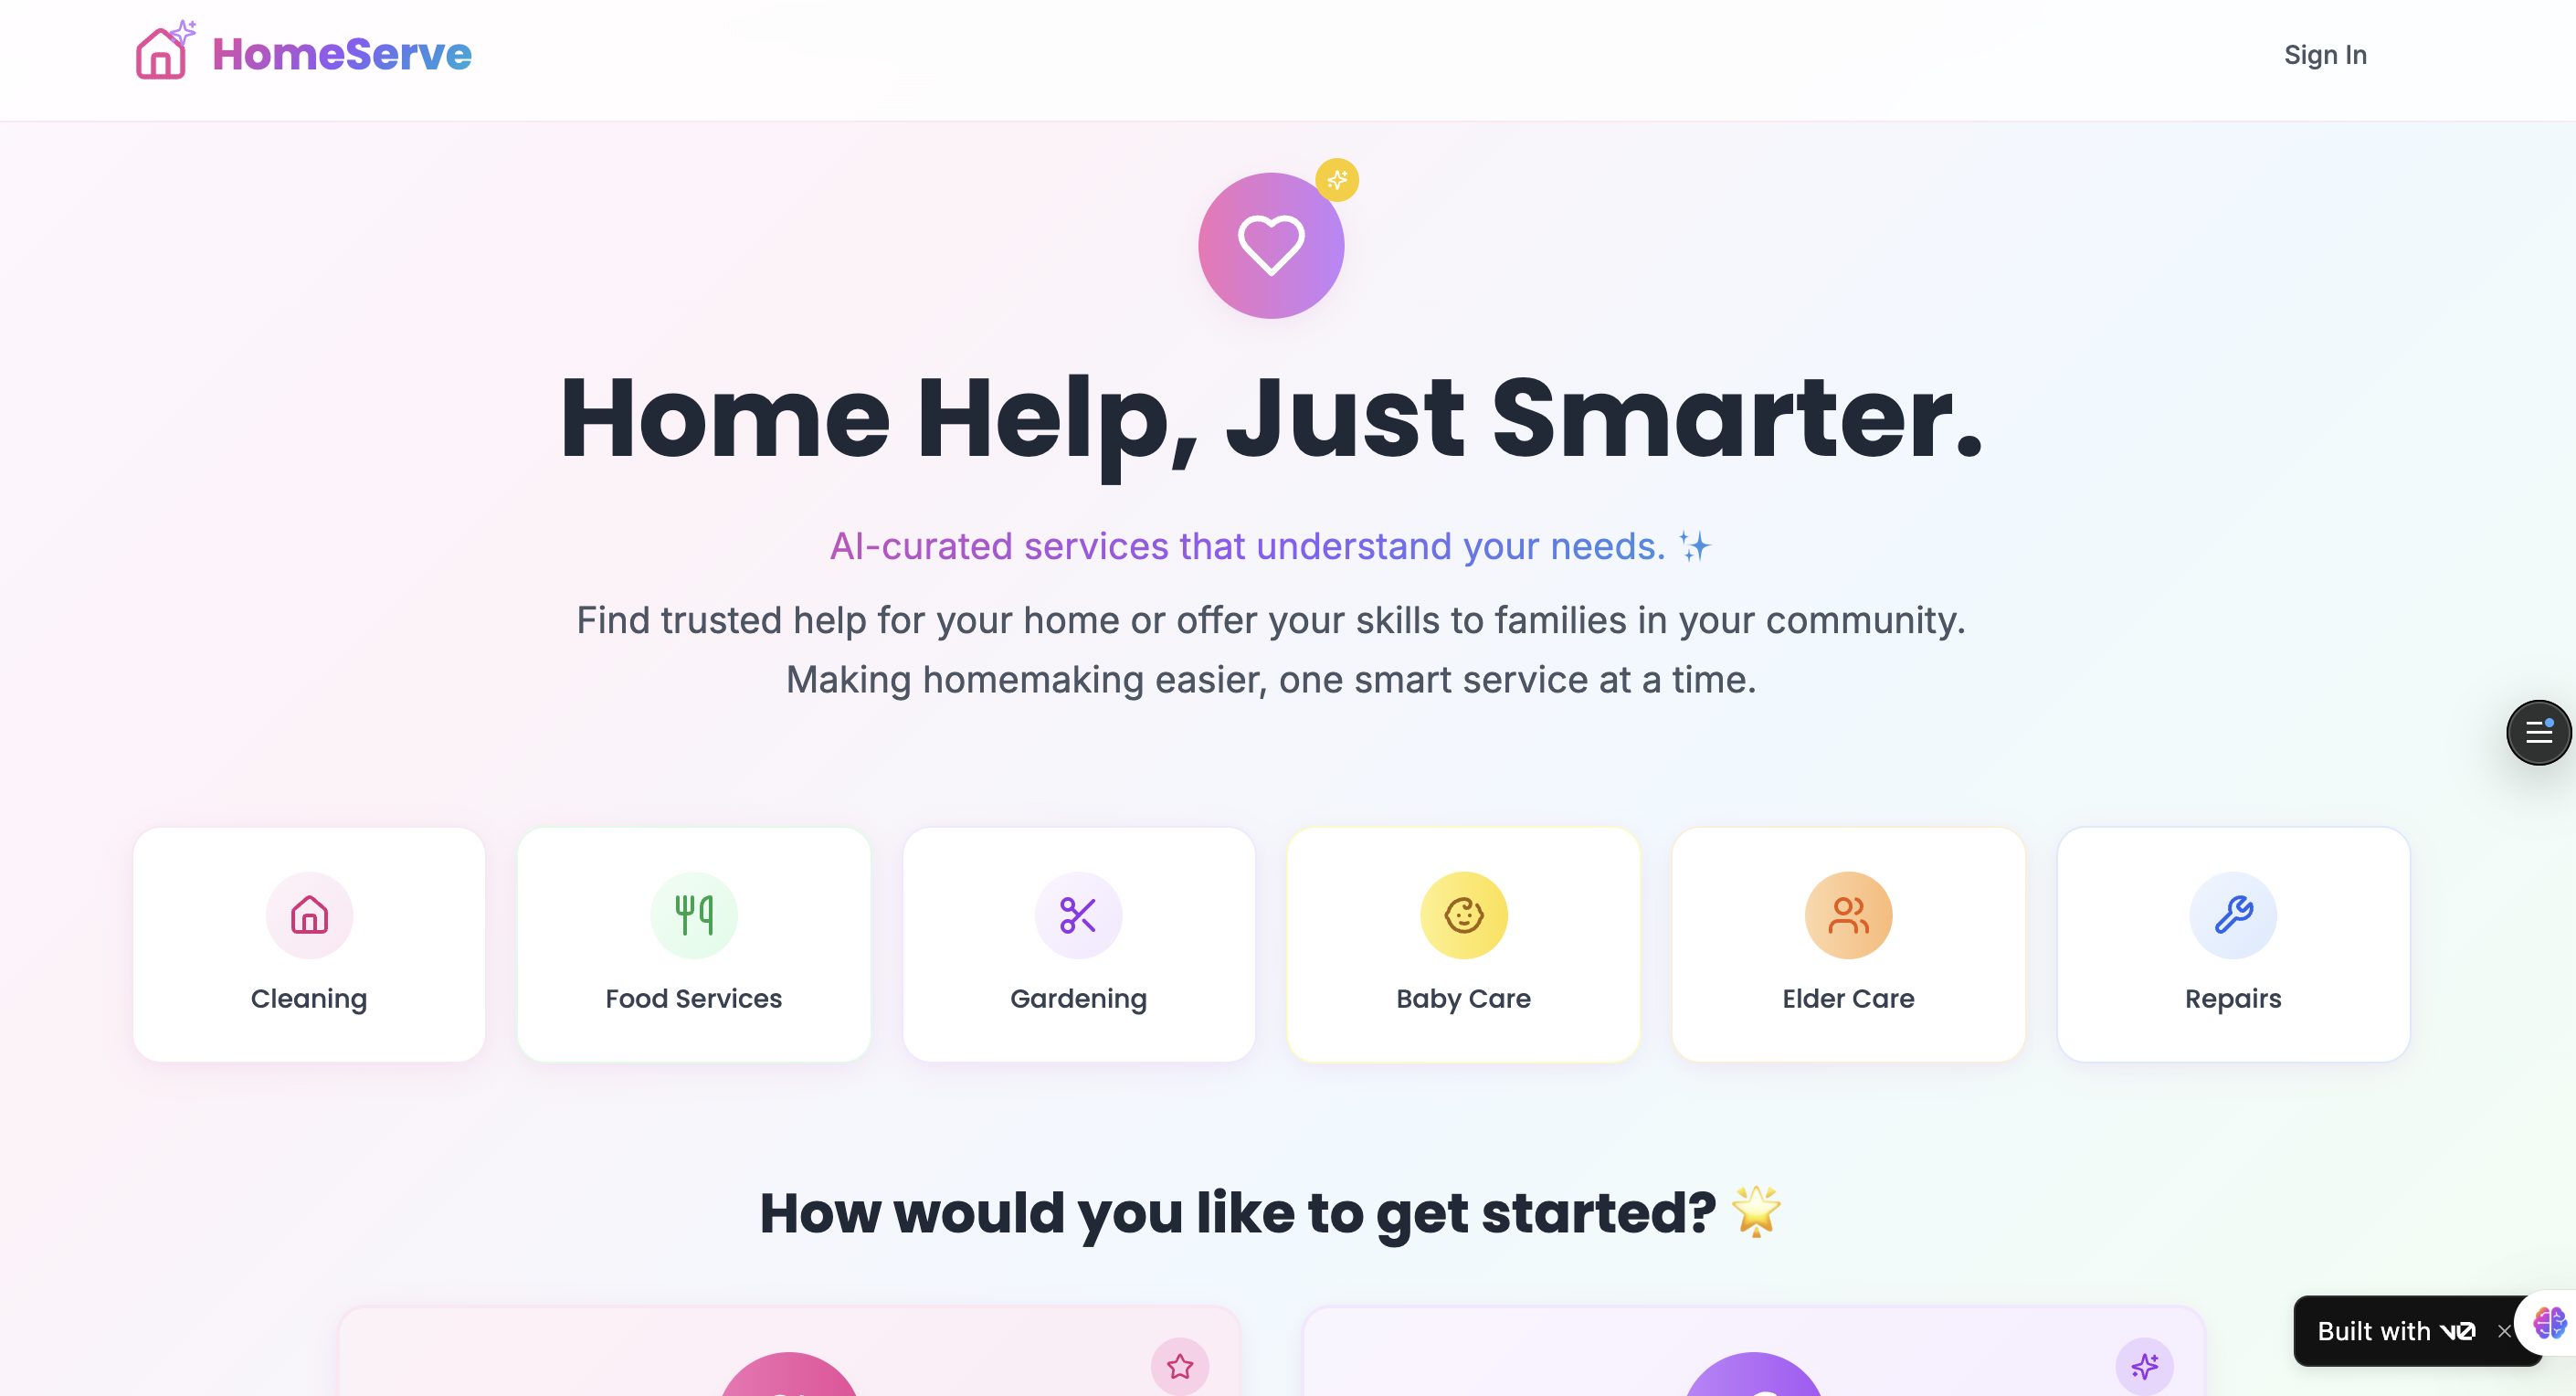 HomeServe
Sign In
Home Help, Just Smarter.
AI-curated services that understand your needs. ✨
Find trusted help for your home or offer your skills to families in your community.
Making homemaking easier, one smart service at a time.
Cleaning
Food Services
Gardening
Baby Care
Elder Care
Repairs
How would you like to get started? 🌟
Built with v0